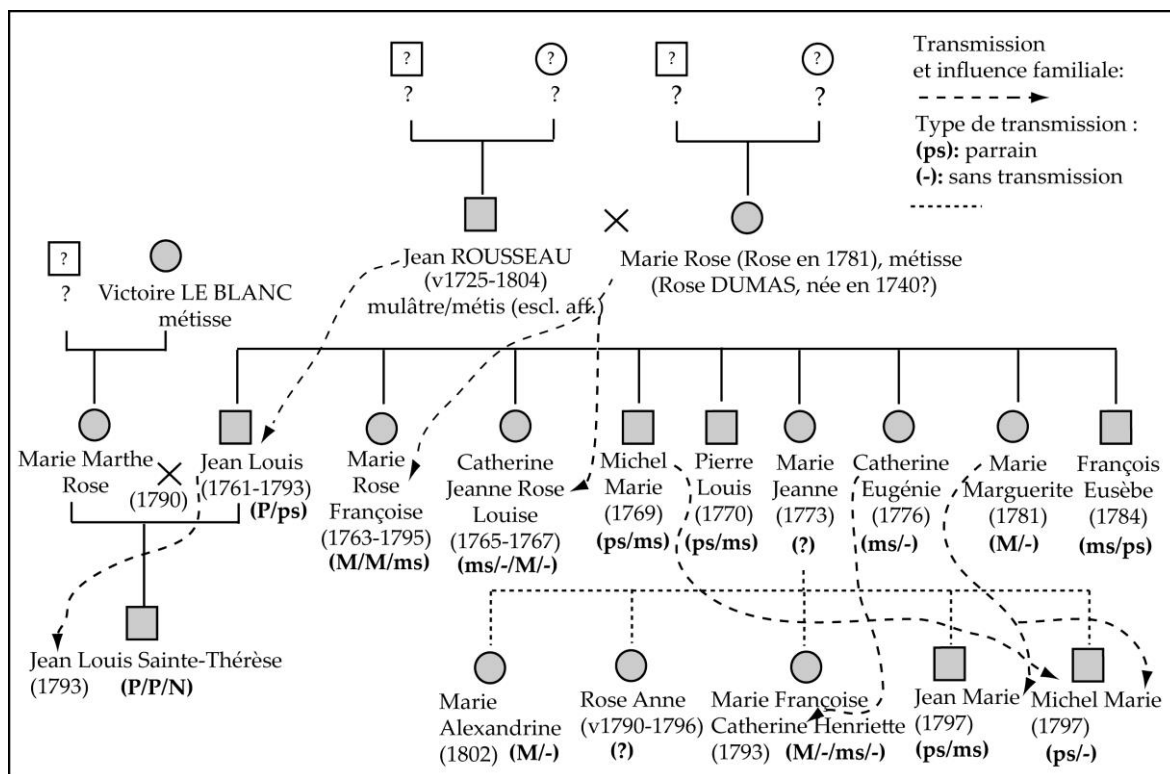 ? ? ? ?
? ? ? ?
Transmission
et influence familiale:
Type de transmission :
(ps): parrain
(-): sans transmission
Jean ROUSSEAU
(v1725-1804)
mulâtre/métis (escl. aff.)
Marie Rose (Rose en 1781), métisse
(Rose DUMAS, née en 1740?)
?
?
Victoire LE BLANC
métisse
Marie Marthe
Rose
(1790)
Jean Louis
(1761-1793)
(P/ps)
Marie
Rose
Françoise
(1763-1795)
(M/M/ms)
Catherine
Jeanne Rose
Louise
(1765-1767)
(ms/-/M/-)
Michel
Marie
(1769)
(ps/ms)
Pierre
Louis
(1770)
(ps/ms)
Marie
Jeanne
(1773)
(?)
Catherine
Eugénie
(1776)
(ms/-)
Marie
Marguerite
(1781)
(M/-)
François
Eusèbe
(1784)
(ms/ps)
Jean Louis Sainte-Thérèse
(1793) (P/P/N)
Marie
Alexandrine
(1802) (M/-)
Rose Anne
(v1790-1796)
(?)
Marie Françoise
Catherine Henriette
(1793) (M/-/ms/-)
Jean Marie
(1797)
(ps/ms)
Michel Marie
(1797)
(ps/-)